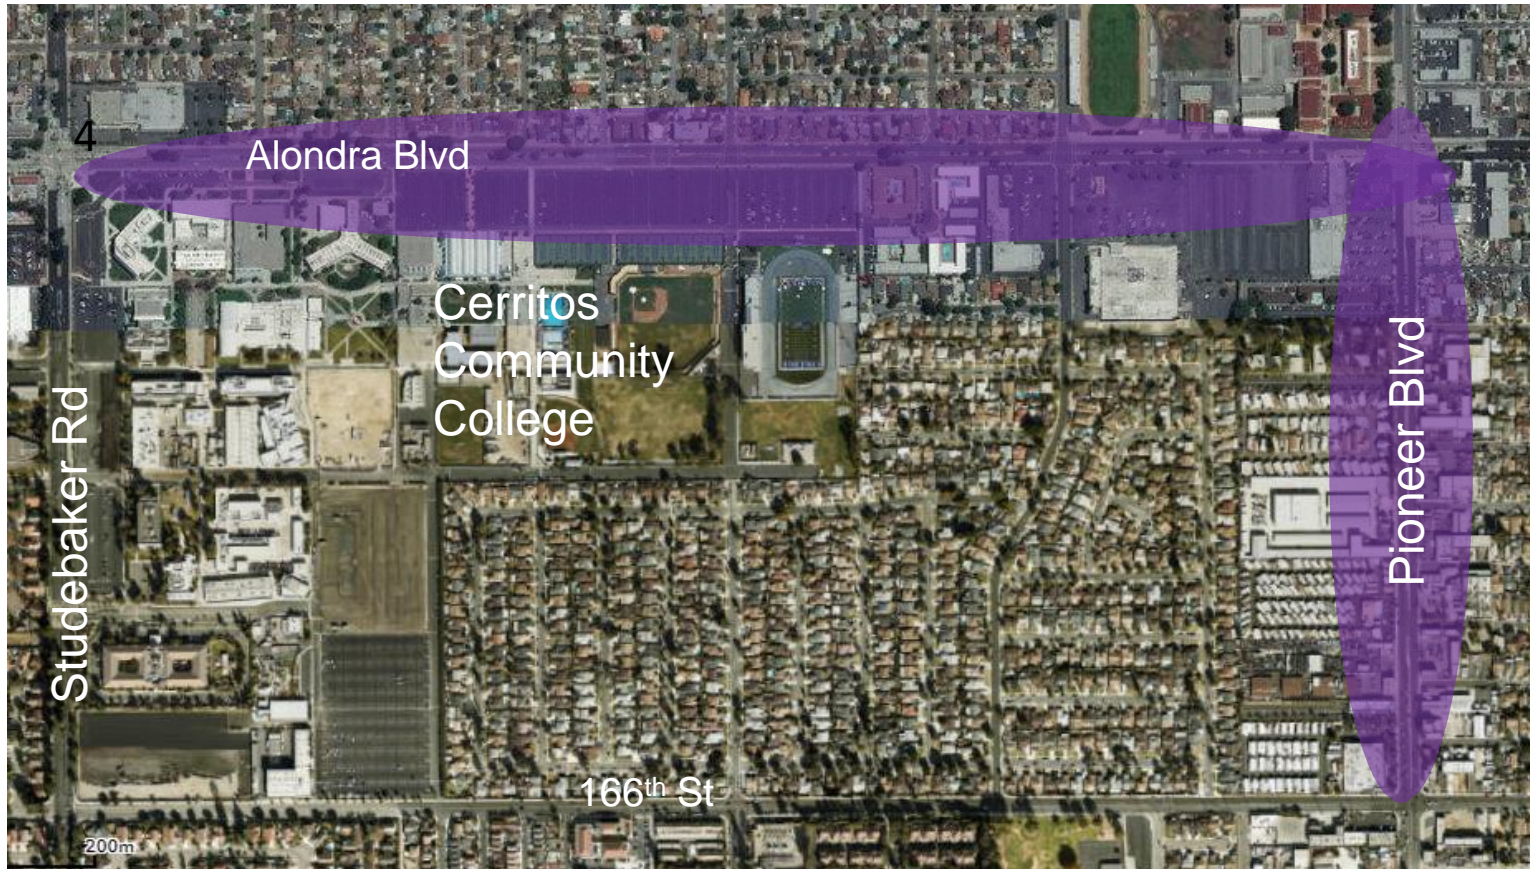 4
Alondra Blvd
Cerritos
Community
College
Studebaker Rd
Pioneer Blvd
166th St
200m